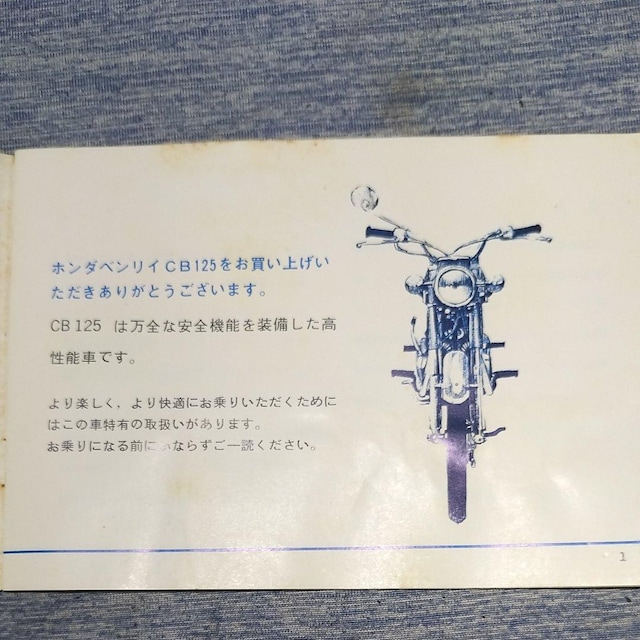 ホンダベンリイCB125をお買い上げい
ただきありがとうございます。
CB125 は万全な安全機能を装備した高
性能車です。
より楽しく、より快適にお乗りいただくために
はこの車特有の取扱いがあります。
お乗りになる前にかならずご一読ください。
1